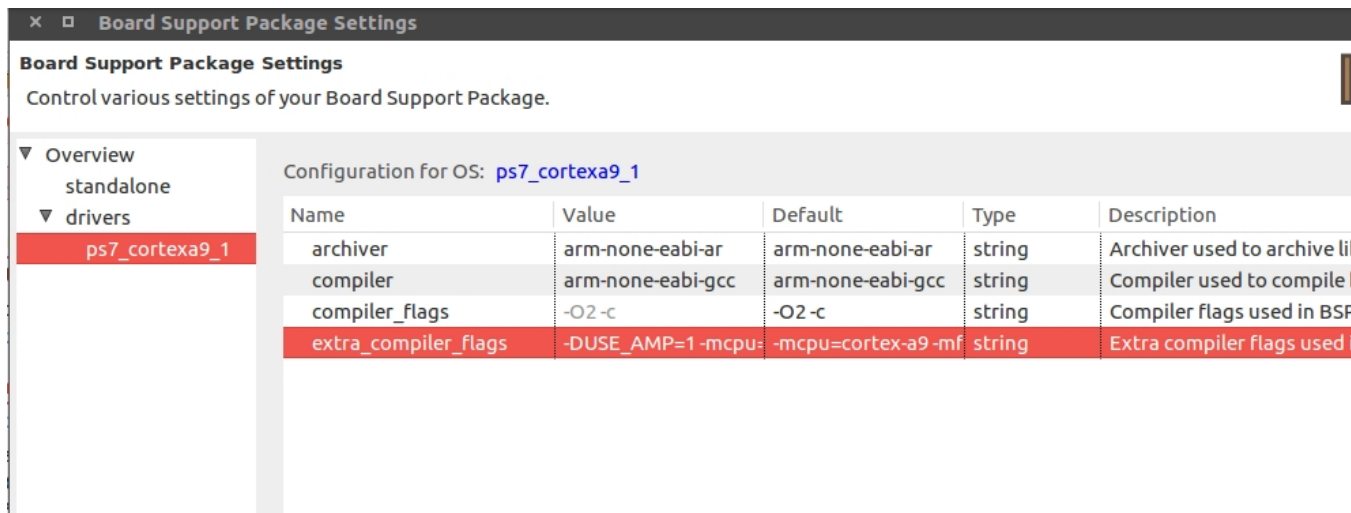 Board Support Package Settings
Board Support Package Settings
Control various settings of your Board Support Package.
Overview
standalone
drivers
ps7_cortexa9_1
Configuration for OS: ps7_cortexa9_1
Name Value Default Type Description
archiver arm-none-eabi-ar arm-none-eabi-ar string Archiver used to archive
compiler arm-none-eabi-gcc arm-none-eabi-gcc string Compiler used to compile
compiler_flags -O2 -c -O2 -c string Compiler flags used in BSP
extra_compiler_flags -DUSE_AMP=1 -mcpu= -mcpu=cortex-a9 -mf string Extra compiler flags used